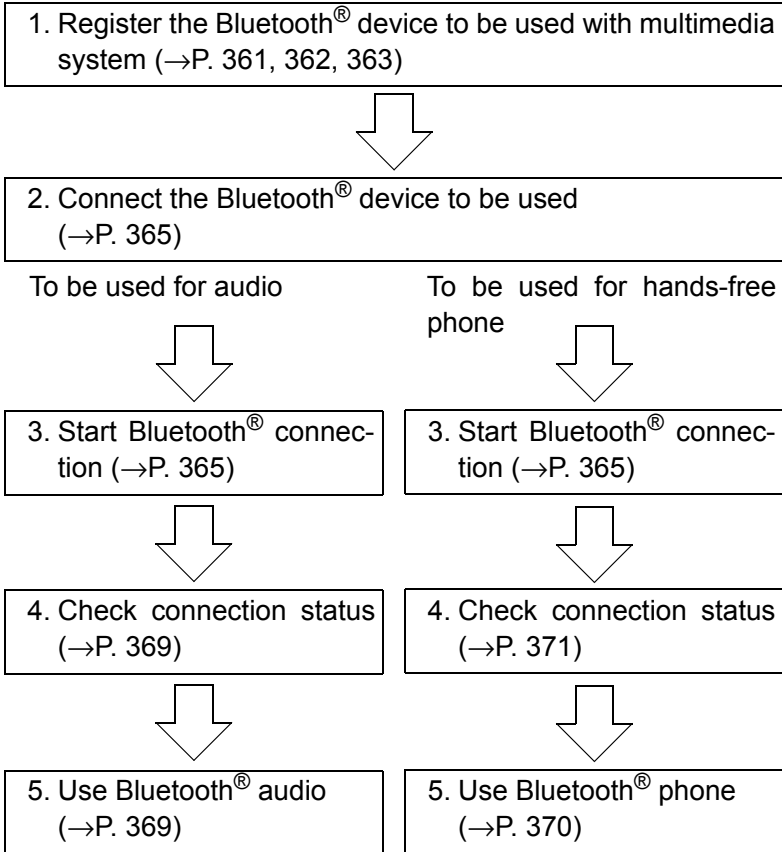 1. Register the Bluetooth® device to be used with multimedia
system (→P. 361, 362, 363)
2. Connect the Bluetooth® device to be used
(→P. 365)
To be used for audio
To be used for hands-free
phone
3. Start Bluetooth® connec-
tion (→P. 365)
3. Start Bluetooth® connec-
tion (→P. 365)
4. Check connection status
(→P. 369)
4. Check connection status
(→P. 371)
5. Use Bluetooth® audio
(→P. 369)
5. Use Bluetooth® phone
(→P. 370)